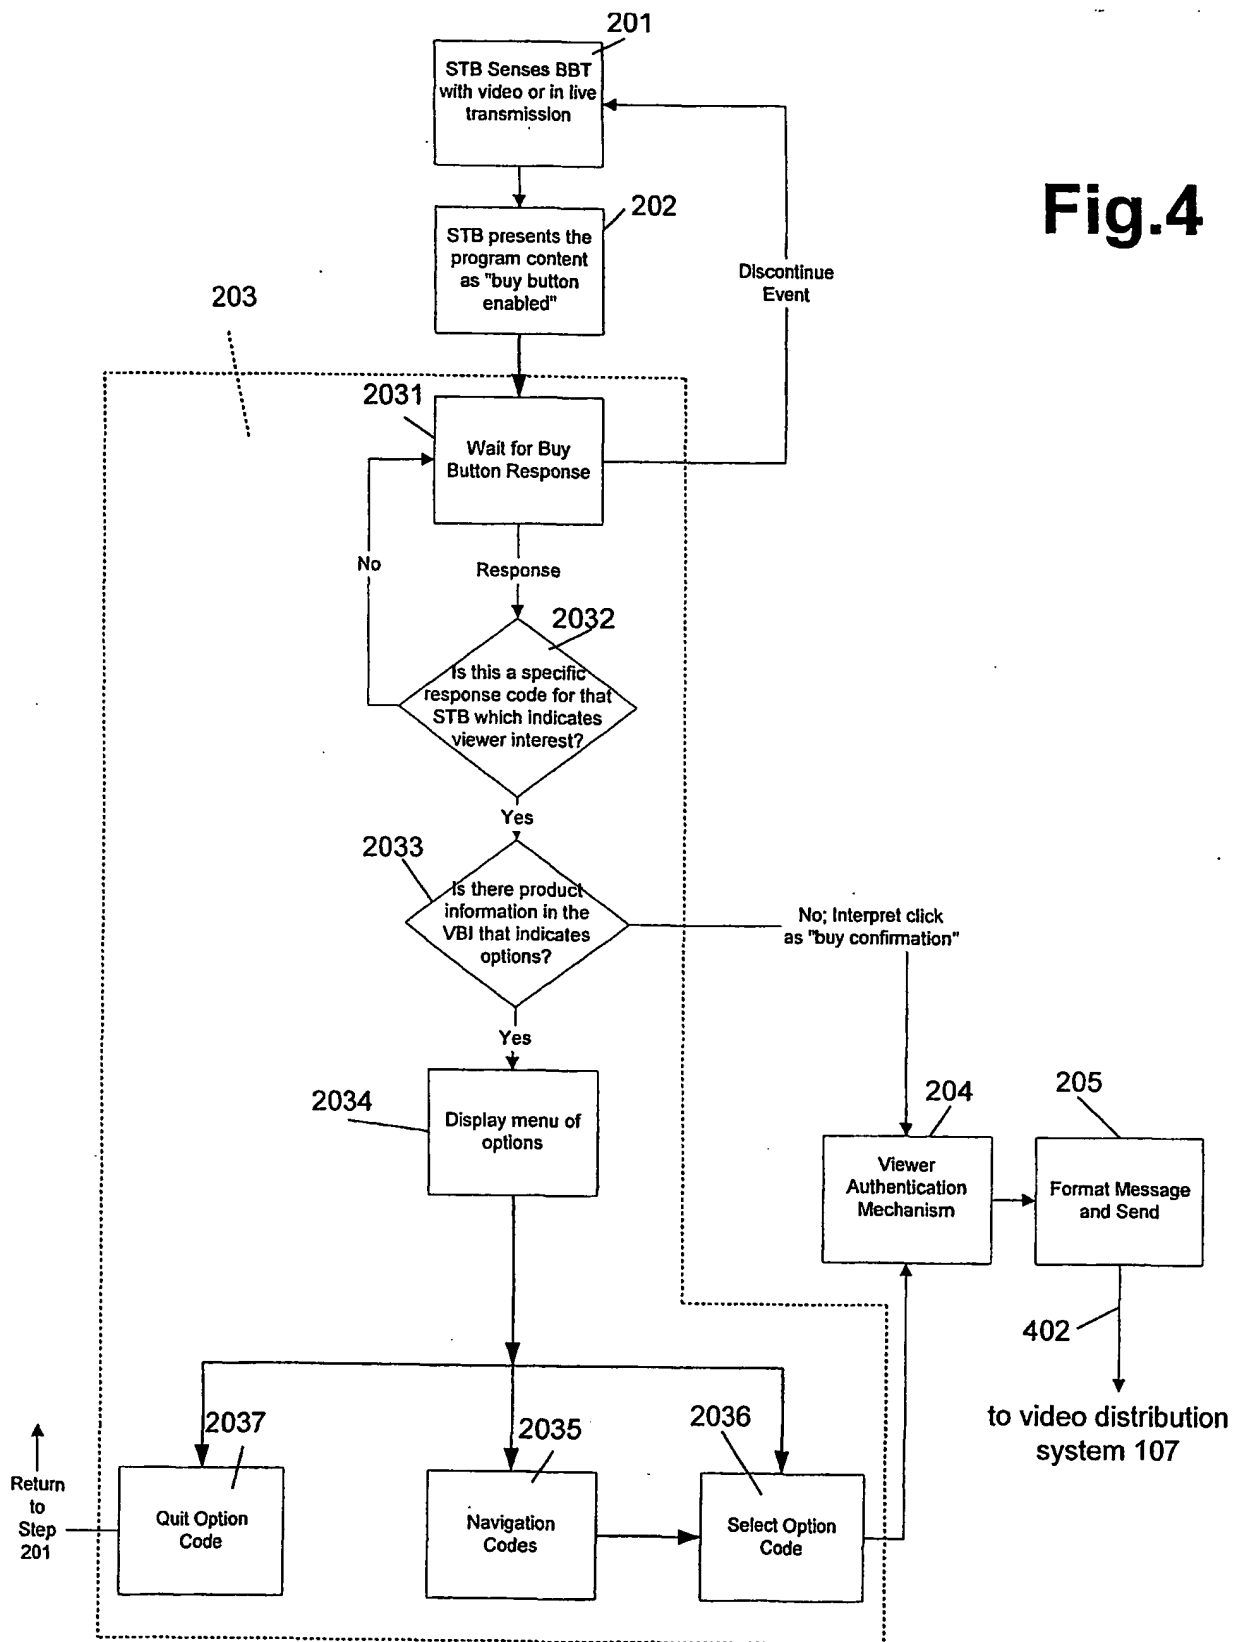 201
STB Senses BBT
with video or in live
transmission
Fig.4
202
STB presents the
program content
as "buy button
enabled"
Discontinue
Event
203
2031
Wait for Buy
Button Response
No
Response
2032
Is this a specific
response code for that
STB which indicates
viewer interest?
Yes
2033
Is there product
information in the
VBI that indicates
options?
No; Interpret click
as "buy confirmation"
Yes
2034
Display menu of
options
204
Viewer
Authentication
Mechanism
205
Format Message
and Send
402
to video distribution
system 107
2037
Quit Option
Code
2035
Navigation
Codes
2036
Select Option
Code
Return
to
Step
201